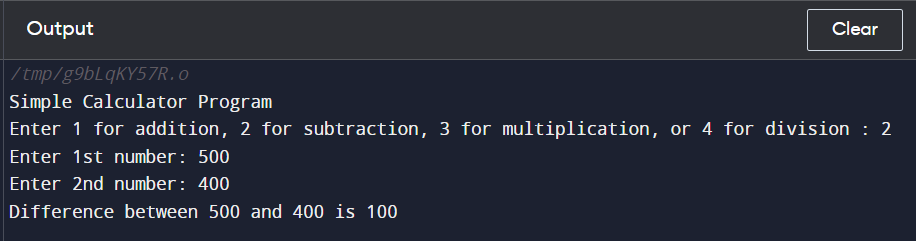 Output
Clear
/tmp/g9bLqKY57R.o
Simple Calculator Program
Enter 1 for addition, 2 for subtraction, 3 for multiplication, or 4 for division : 2
Enter 1st number: 500
Enter 2nd number: 400
Difference between 500 and 400 is 100